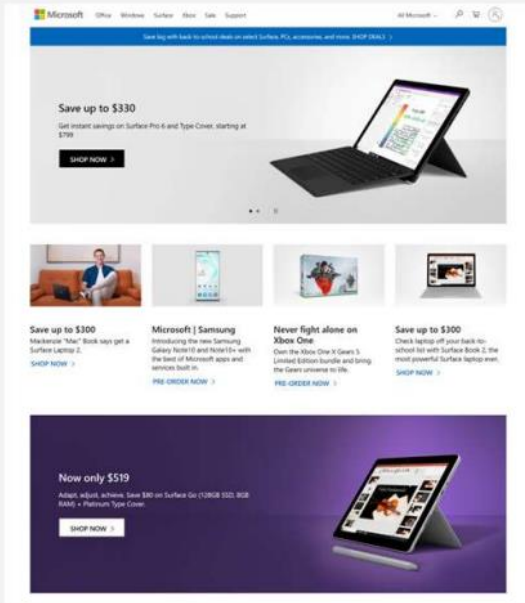 Microsoft Office Windows Surface Xbox Sale Support All Microsoft
Save big with back-to-school deals on select Surface, PCs, accessories, and more. SHOP DEALS >
Save up to $330
Get instant savings on Surface Pro 6 and Type Cover, starting at
$799
SHOP NOW >
Save up to $300
Mackenzie "Mac" Book says get a
Surface Laptop 2.
SHOP NOW >
Microsoft | Samsung
Introducing the new Samsung
Galaxy Note10 and Note10+ with
the best of Microsoft apps and
services built in.
PRE-ORDER NOW >
Never fight alone on
Xbox One
Own the Xbox One X Gears 5
Limited Edition bundle and bring
the Gears universe to life.
PRE-ORDER NOW >
Save up to $300
Check laptop off your back-to-
school list with Surface Book 2, the
most powerful Surface laptop ever.
SHOP NOW >
Now only $519
Adapt, adjust, achieve. Save $80 on Surface Go (128GB SSD, 8GB
RAM) + Platinum Type Cover.
SHOP NOW >